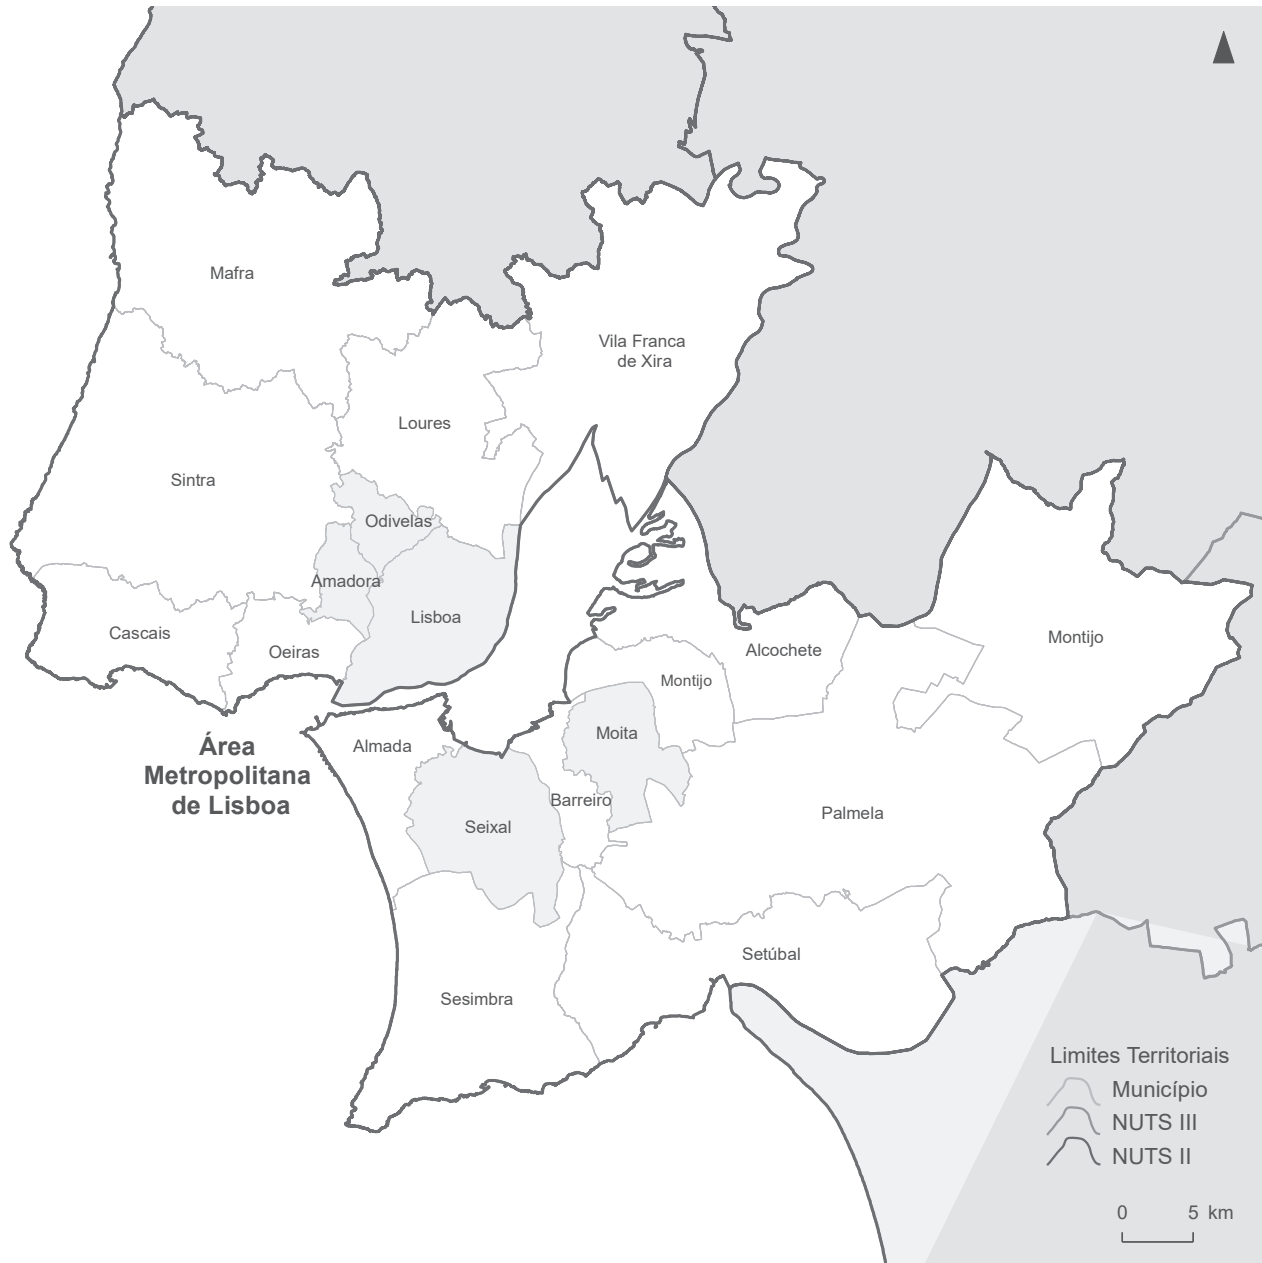 Mafra
Vila Franca
de Xira
Loures
Sintra
Odivelas
Amadora
Lisboa
Cascais
Oeiras
Alcochete
Montijo
Montijo
Moita
Almada
Área
Metropolitana
de Lisboa
Barreiro
Seixal
Palmela
Setúbal
Sesimbra
Limites Territoriais
Município
NUTS III
NUTS II
0 5 km